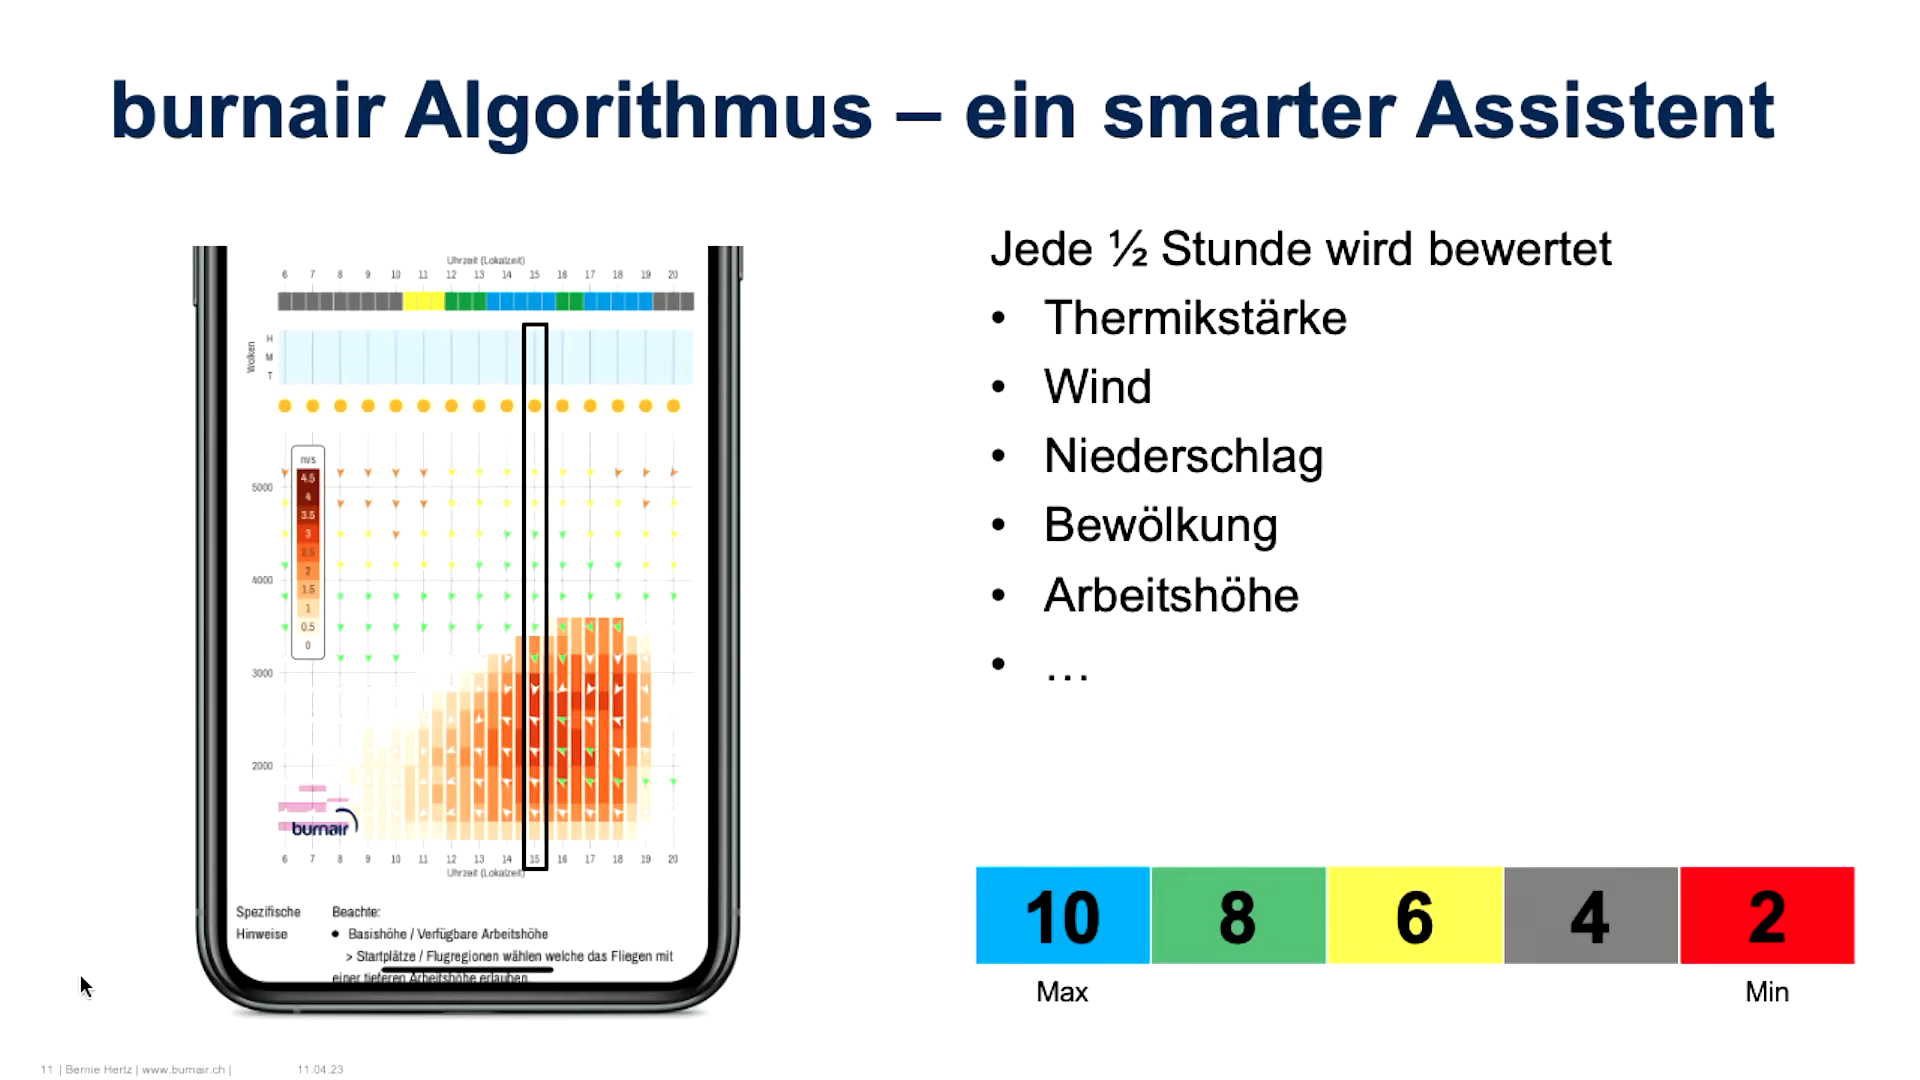 burnair Algorithmus – ein smarter Assistent
Jede ½ Stunde wird bewertet
• Thermikstärke
• Wind
• Niederschlag
• Bewölkung
• Arbeitshöhe
• …
Uhrzeit (Lokalzeit)
6 7 8 9 10 11 12 13 14 15 16 17 18 19 20
Wolken
H
M
T
m/s
4.5
4
3.5
3
2.5
2
1.5
1
0.5
0
5000
4000
3000
2000
burnair
6 7 8 9 10 11 12 13 14 15 16 17 18 19 20
Uhrzeit (Lokalzeit)
Spezifische Hinweise
Beachte:
• Basishöhe / Verfügbare Arbeitshöhe
> Startplätze / Flugregionen wählen welche das Fliegen mit
einer tieferen Arbeitshöhe erlauben
10 8 6 4 2
Max Min
11 | Bernie Hertz | www.burnair.ch | 11.04.23